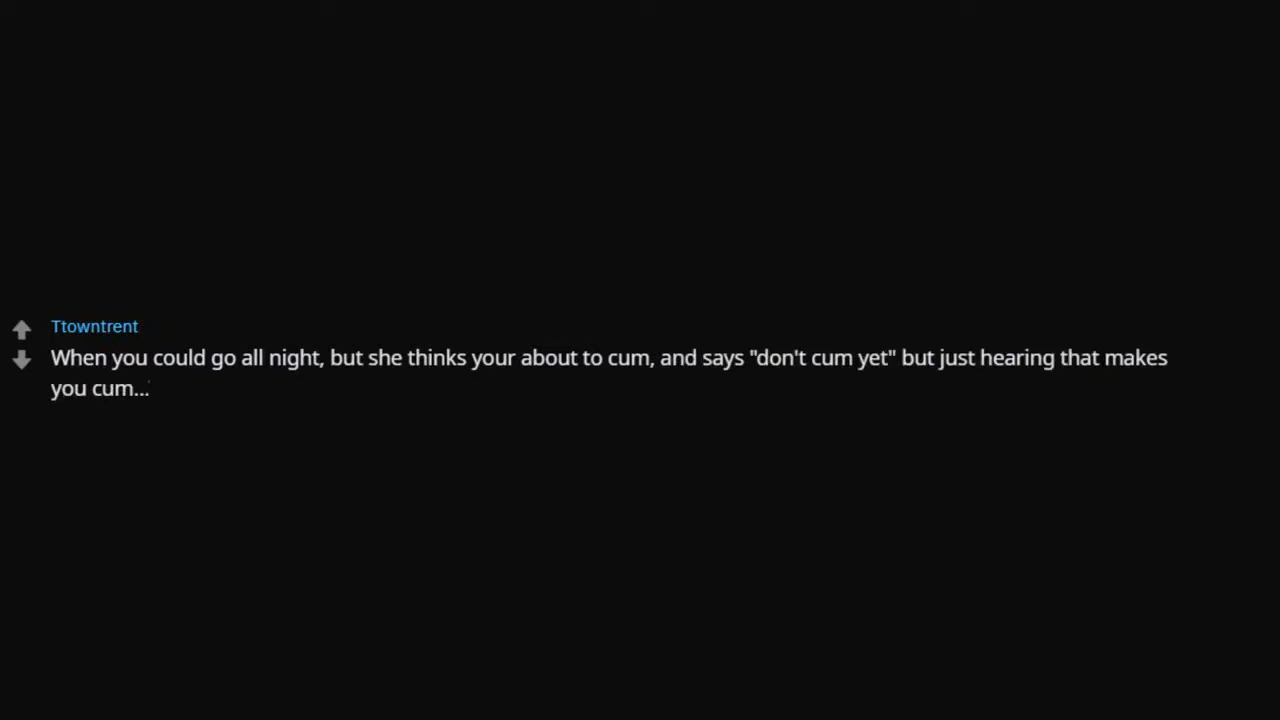 Ttowntrent
When you could go all night, but she thinks your about to cum, and says "don't cum yet" but just hearing that makes
you cum...